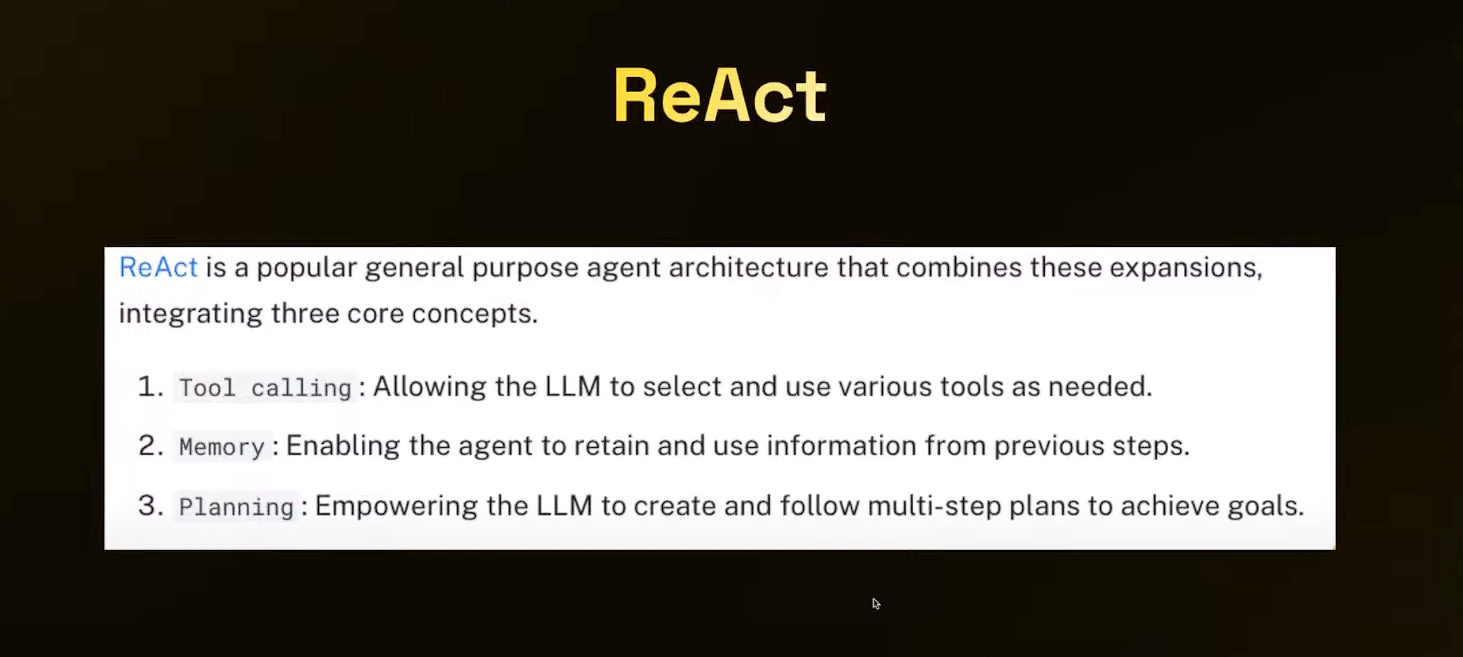 ReAct
ReAct is a popular general purpose agent architecture that combines these expansions,
integrating three core concepts.
1. Tool calling: Allowing the LLM to select and use various tools as needed.
2. Memory: Enabling the agent to retain and use information from previous steps.
3. Planning: Empowering the LLM to create and follow multi-step plans to achieve goals.